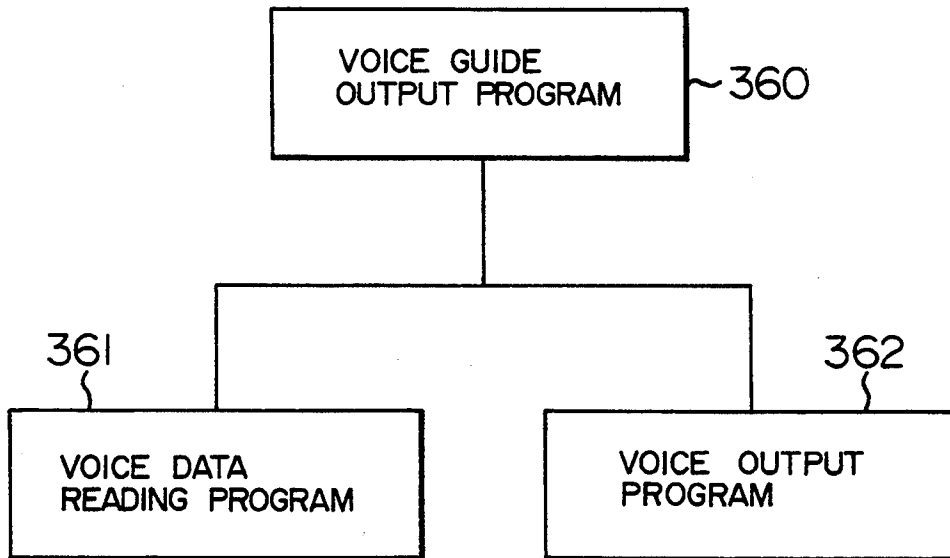 VOICE GUIDE
OUTPUT PROGRAM
360
361
362
VOICE DATA
READING PROGRAM
VOICE OUTPUT
PROGRAM